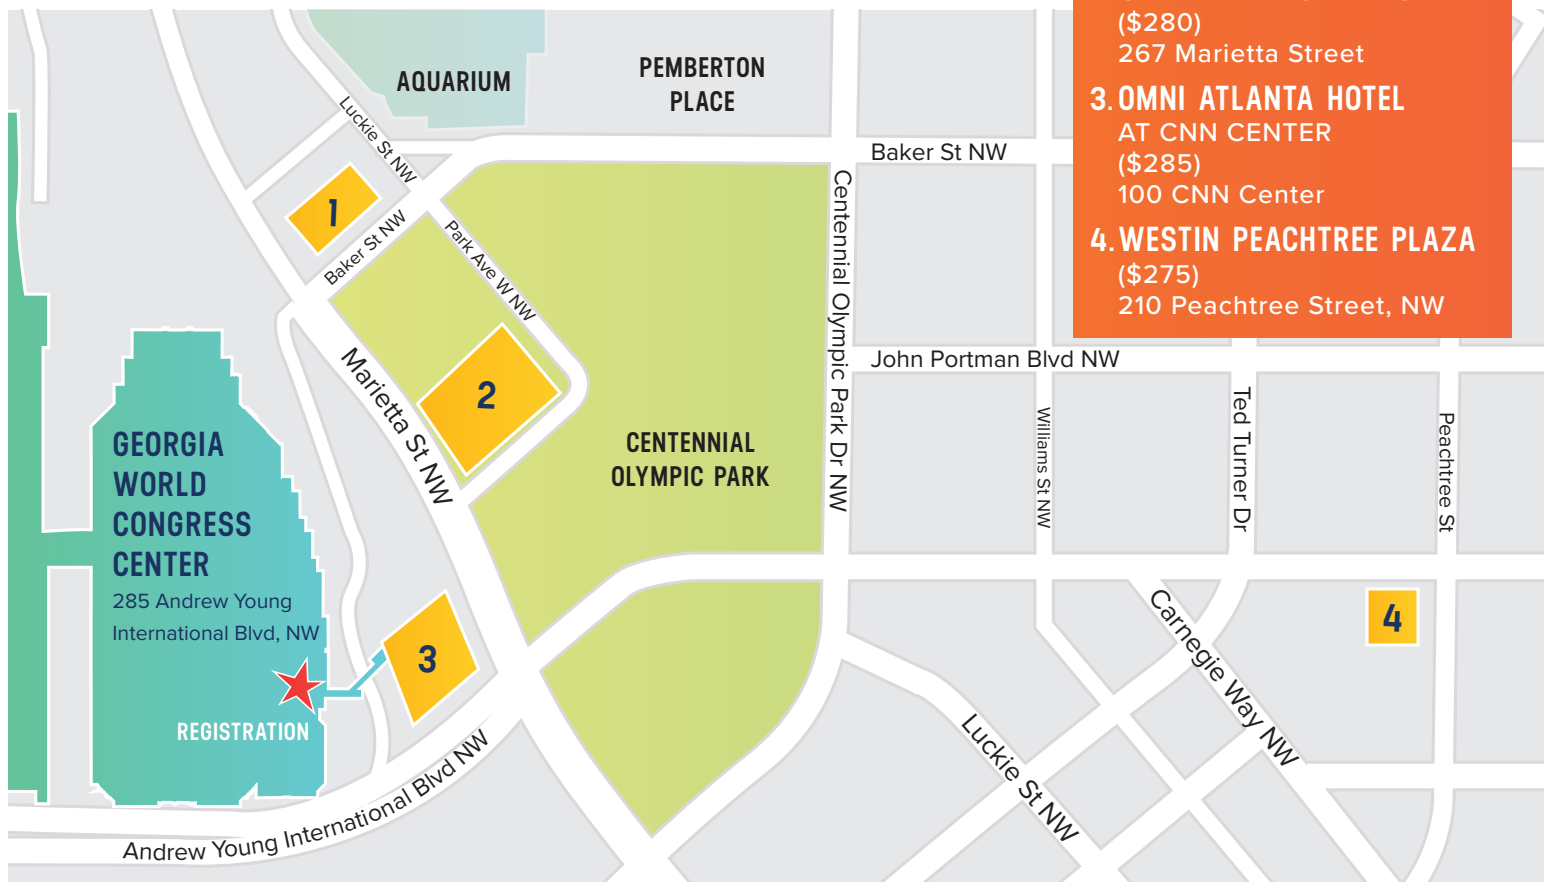 ($280)
267 Marietta Street
3. OMNI ATLANTA HOTEL
AT CNN CENTER
($285)
100 CNN Center
4. WESTIN PEACHTREE PLAZA
($275)
210 Peachtree Street, NW
AQUARIUM
PEMBERTON
PLACE
Luckie St NW
Baker St NW
1
Baker St NW
Park Ave W NW
Centennial Olympic Park Dr NW
John Portman Blvd NW
Marietta St NW
2
CENTENNIAL
OLYMPIC PARK
Williams St NW
Ted Turner Dr
Peachtree St
GEORGIA
WORLD
CONGRESS
CENTER
285 Andrew Young
International Blvd, NW
3
4
REGISTRATION
Carnegie Way NW
Luckie St NW
Andrew Young International Blvd NW